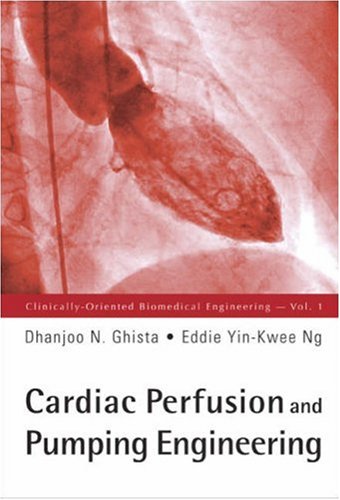 Clinically-Oriented Biomedical Engineering — Vol. 1
Dhanjoo N. Ghista • Eddie Yin-Kwee Ng
Cardiac Perfusion and
Pumping Engineering